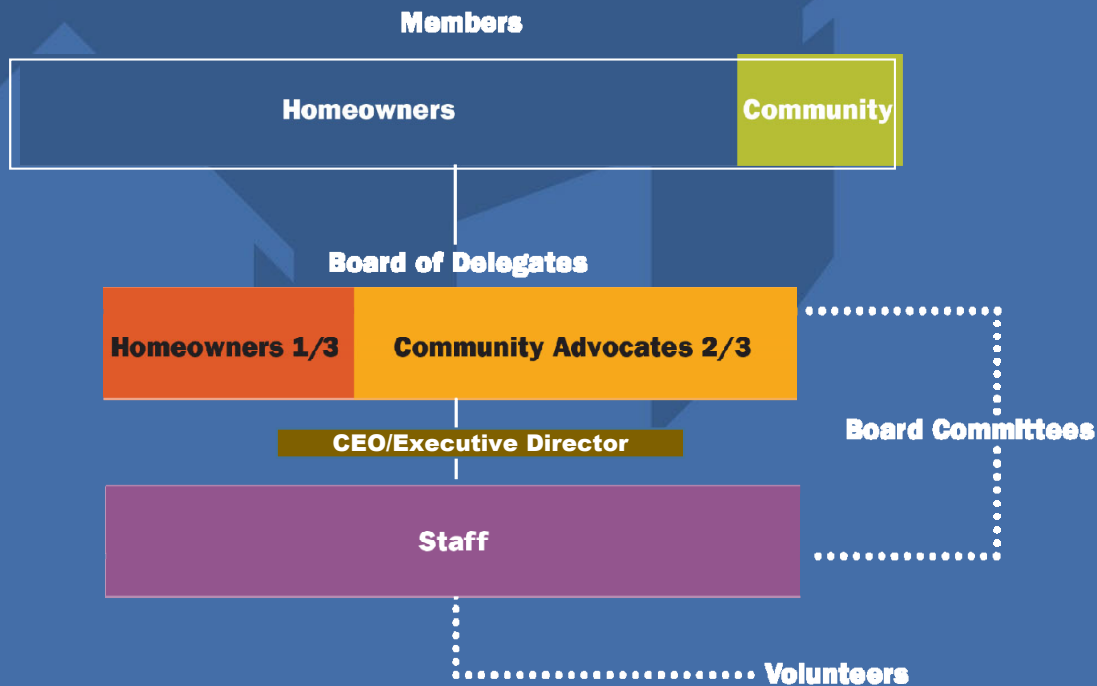 Members
Homeowners
Community
Board of Delegates
Homeowners 1/3
Community Advocates 2/3
Board Committees
CEO/Executive Director
Staff
Volunteers